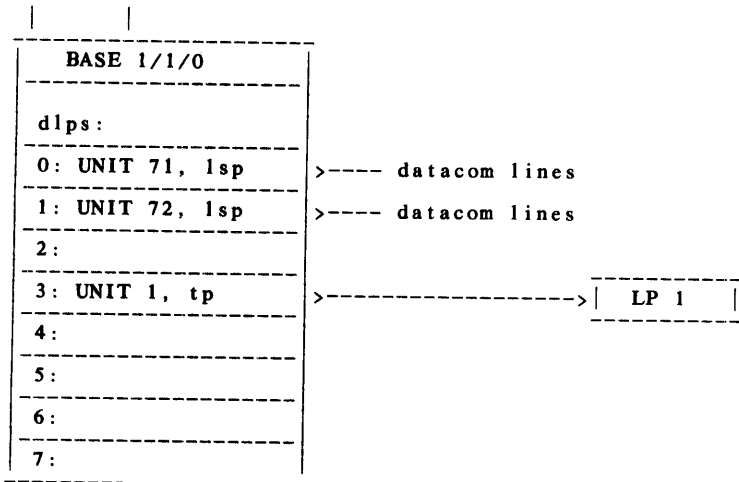 BASE 1/1/0
dlps:
0: UNIT 71, lsp >---- datacom lines
1: UNIT 72, lsp >---- datacom lines
2:
3: UNIT 1, tp >------------------>| LP 1 |
4:
5:
6:
7: